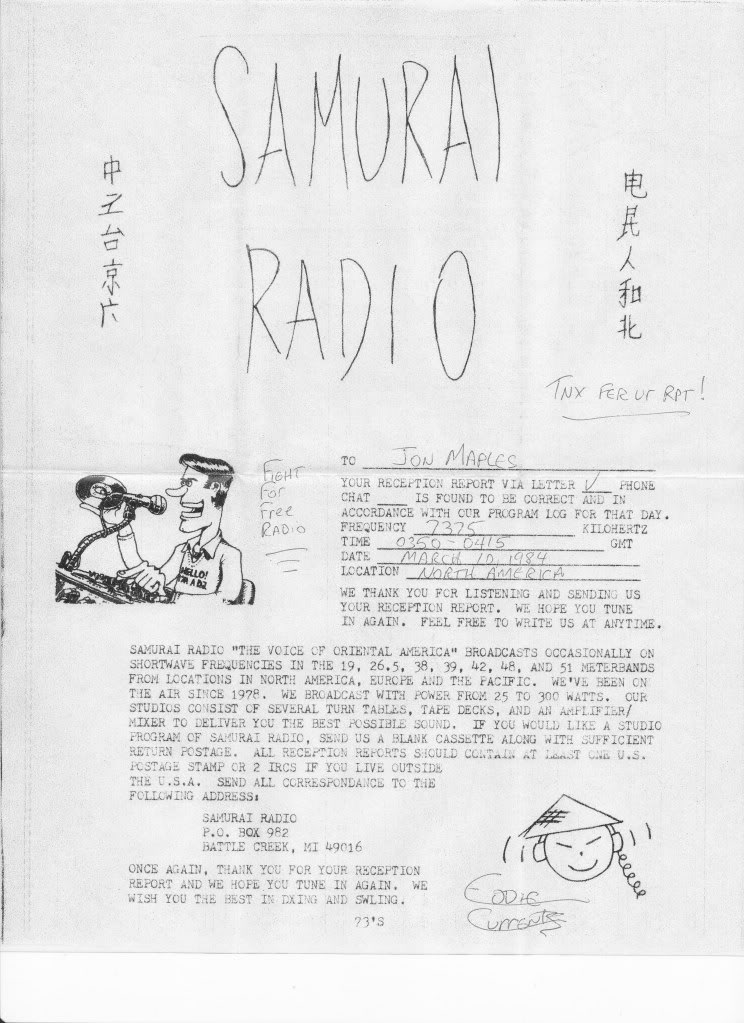 SAMURAI
RADIO
中
工
台
京
六
电
民
人
和
北
TNX FER UR RPT!
FIGHT
FOR
FREE
RADIO
HELLO!
I'M A DJ
TO JON MAPLES
YOUR RECEPTION REPORT VIA LETTER √ PHONE
CHAT ____ IS FOUND TO BE CORRECT AND IN
ACCORDANCE WITH OUR PROGRAM LOG FOR THAT DAY.
FREQUENCY 7375 KILOHERTZ
TIME 0350-0415 GMT
DATE MARCH 10, 1984
LOCATION NORTH AMERICA
WE THANK YOU FOR LISTENING AND SENDING US
YOUR RECEPTION REPORT. WE HOPE YOU TUNE
IN AGAIN. FEEL FREE TO WRITE US AT ANYTIME.
SAMURAI RADIO "THE VOICE OF ORIENTAL AMERICA" BROADCASTS OCCASIONALLY ON
SHORTWAVE FREQUENCIES IN THE 19, 26.5, 38, 39, 42, 48, AND 51 METERBANDS
FROM LOCATIONS IN NORTH AMERICA, EUROPE AND THE PACIFIC. WE'VE BEEN ON
THE AIR SINCE 1978. WE BROADCAST WITH POWER FROM 25 TO 300 WATTS. OUR
STUDIOS CONSIST OF SEVERAL TURN TABLES, TAPE DECKS, AND AN AMPLIFIER/
MIXER TO DELIVER YOU THE BEST POSSIBLE SOUND. IF YOU WOULD LIKE A STUDIO
PROGRAM OF SAMURAI RADIO, SEND US A BLANK CASSETTE ALONG WITH SUFFICIENT
RETURN POSTAGE. ALL RECEPTION REPORTS SHOULD CONTAIN AT LEAST ONE U.S.
POSTAGE STAMP OR 2 IRCS IF YOU LIVE OUTSIDE
THE U.S.A. SEND ALL CORRESPONDANCE TO THE
FOLLOWING ADDRESS:
SAMURAI RADIO
P.O. BOX 982
BATTLE CREEK, MI 49016
ONCE AGAIN, THANK YOU FOR YOUR RECEPTION
REPORT AND WE HOPE YOU TUNE IN AGAIN. WE
WISH YOU THE BEST IN DXING AND SWLING.
EDDIE
CURRENTS
73'S